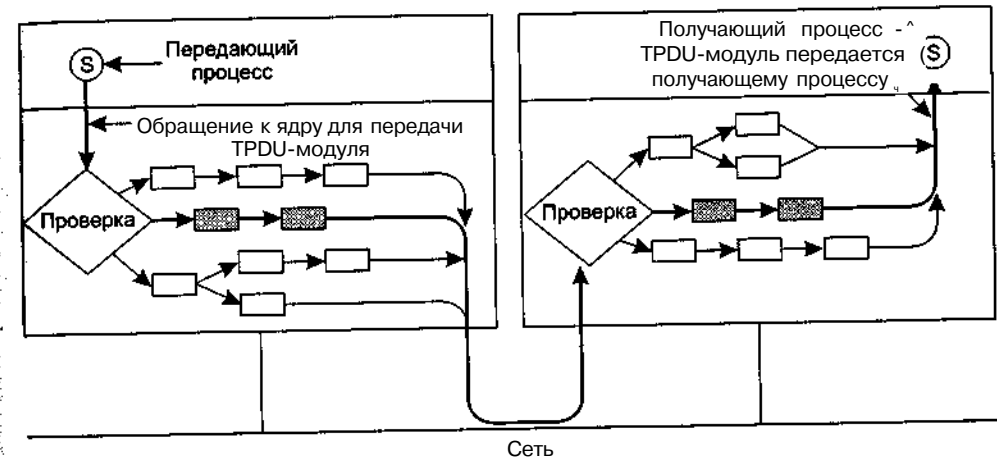 S
Передающий
процесс
Обращение к ядру для передачи
TPDU-модуля
Проверка
Получающий процесс -
TPDU-модуль передается
получающему процессу
S
Проверка
Сеть